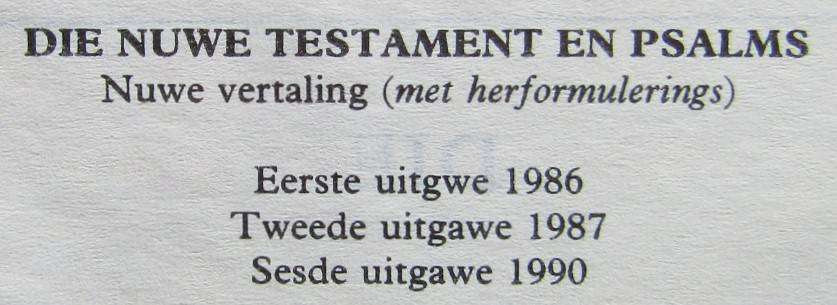 DIE NUWE TESTAMENT EN PSALMS
Nuwe vertaling (met herformulerings)
Eerste uitgwe 1986
Tweede uitgawe 1987
Sesde uitgawe 1990